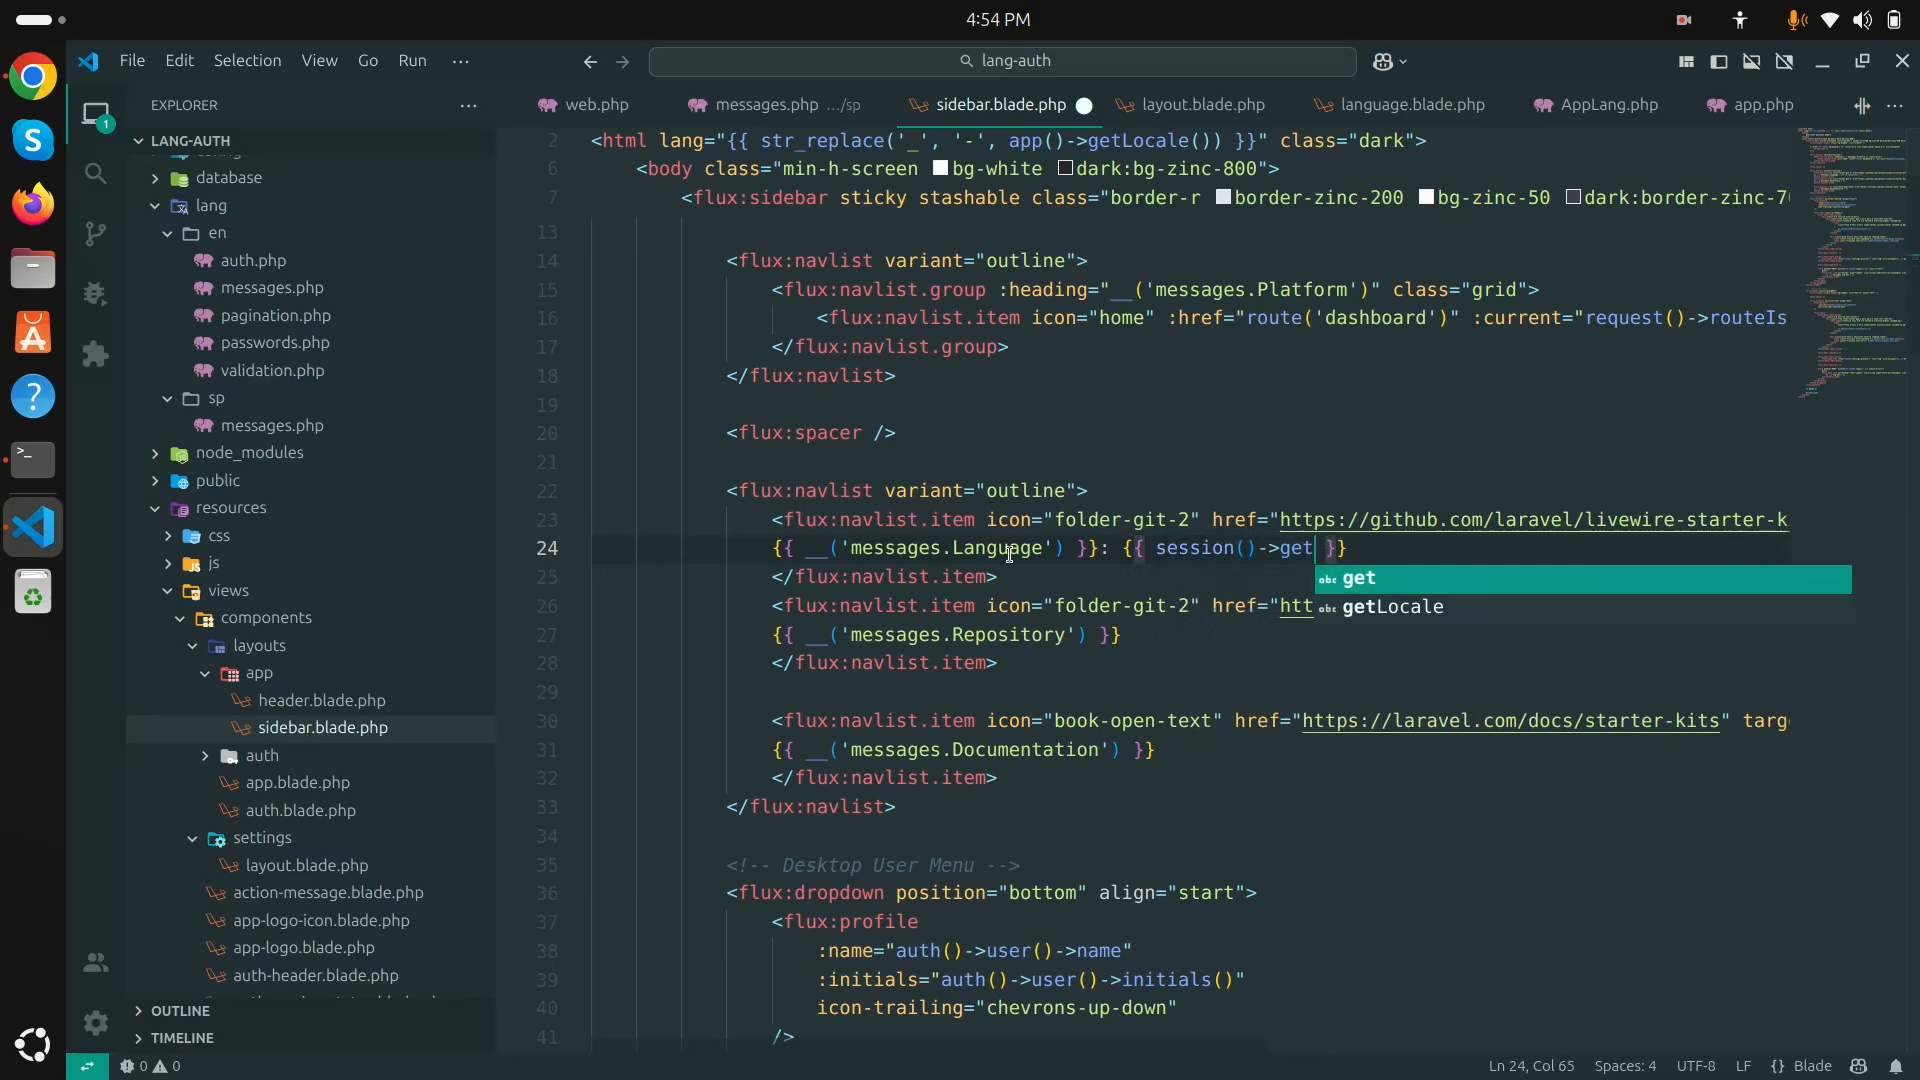 4:54 PM
File Edit Selection View Go Run ···
lang-auth
EXPLORER
web.php messages.php .../sp sidebar.blade.php layout.blade.php language.blade.php AppLang.php app.php
LANG-AUTH
database
lang
en
auth.php
messages.php
pagination.php
passwords.php
validation.php
sp
messages.php
node_modules
public
resources
css
js
views
components
layouts
app
header.blade.php
sidebar.blade.php
auth
app.blade.php
auth.blade.php
settings
layout.blade.php
action-message.blade.php
app-logo-icon.blade.php
app-logo.blade.php
auth-header.blade.php
OUTLINE
TIMELINE
1
2 <html lang="{{ str_replace('_', '-', app()->getLocale()) }}" class="dark">
6 <body class="min-h-screen bg-white dark:bg-zinc-800">
7 <flux:sidebar sticky stashable class="border-r border-zinc-200 bg-zinc-50 dark:border-zinc-7
13
14 <flux:navlist variant="outline">
15 <flux:navlist.group :heading="__('messages.Platform')" class="grid">
16 <flux:navlist.item icon="home" :href="route('dashboard')" :current="request()->routeIs
17 </flux:navlist.group>
18 </flux:navlist>
19
20 <flux:spacer />
21
22 <flux:navlist variant="outline">
23 <flux:navlist.item icon="folder-git-2" href="https://github.com/laravel/livewire-starter-k
24 {{ __('messages.Language') }}: {{ session()->get }}
25 </flux:navlist.item>
abc get
26 <flux:navlist.item icon="folder-git-2" href="htt
abc getLocale
27 {{ __('messages.Repository') }}
28 </flux:navlist.item>
29
30 <flux:navlist.item icon="book-open-text" href="https://laravel.com/docs/starter-kits" targ
31 {{ __('messages.Documentation') }}
32 </flux:navlist.item>
33 </flux:navlist>
34
35 <!-- Desktop User Menu -->
36 <flux:dropdown position="bottom" align="start">
37 <flux:profile
38 :name="auth()->user()->name"
39 :initials="auth()->user()->initials()"
40 icon-trailing="chevrons-up-down"
41 />
0 0
Ln 24, Col 65 Spaces: 4 UTF-8 LF {} Blade